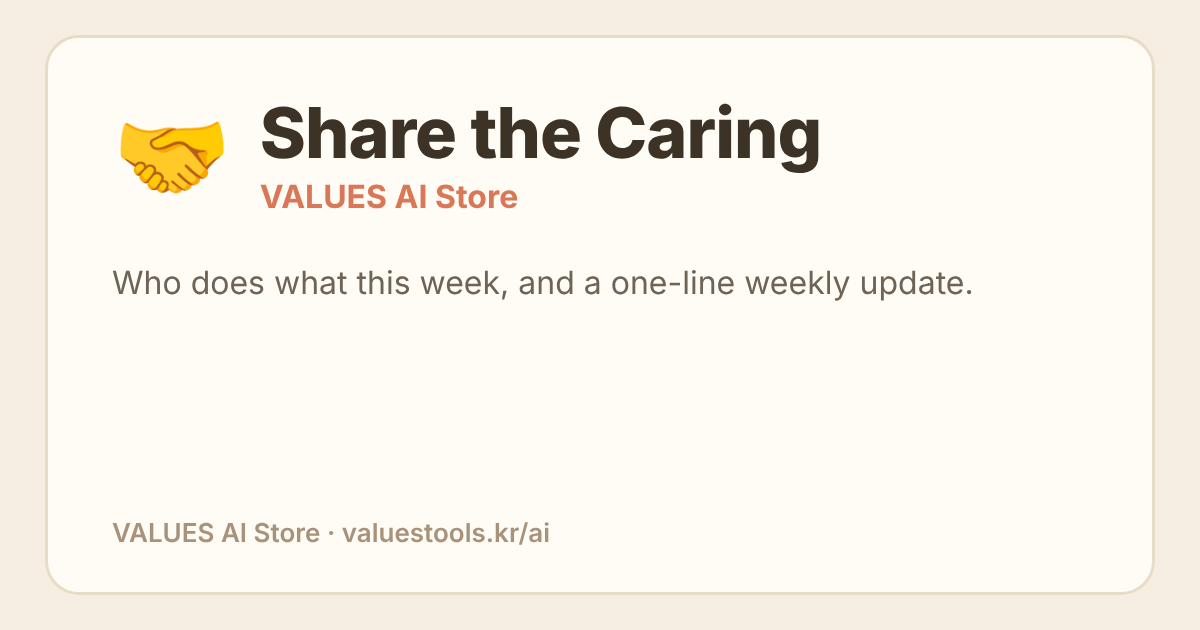 Share the Caring
VALUES AI Store
Who does what this week, and a one-line weekly update.
VALUES AI Store · valuestools.kr/ai